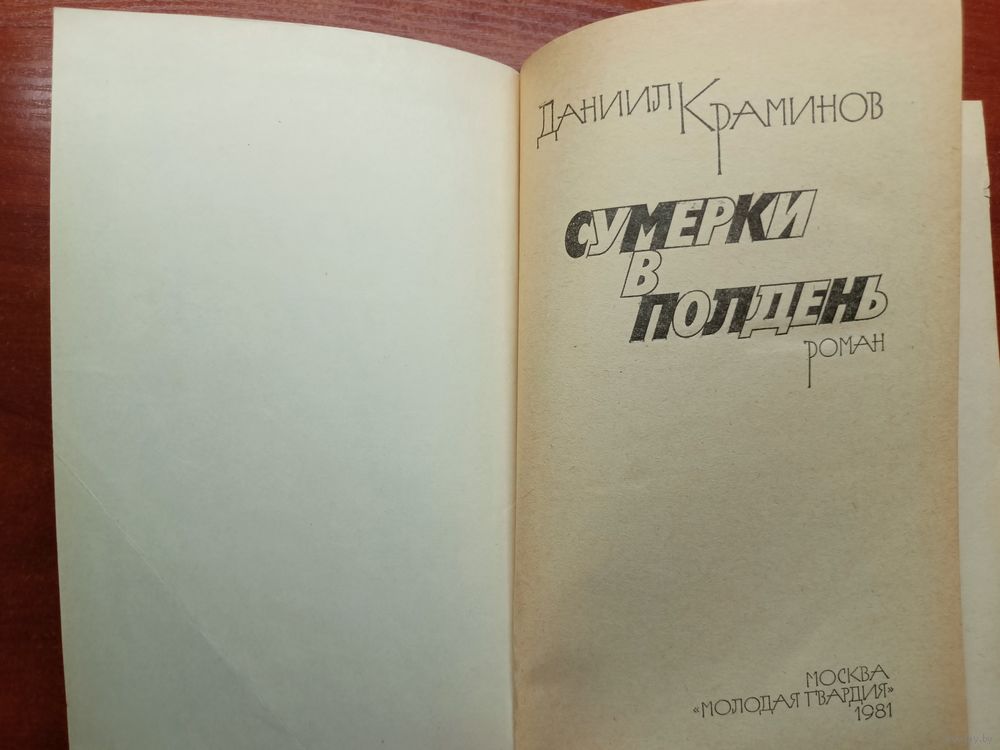 Даниил Краминов
СУМЕРКИ
В
ПОЛДЕНЬ
роман
МОСКВА
«МОЛОДАЯ ГВАРДИЯ»
1981